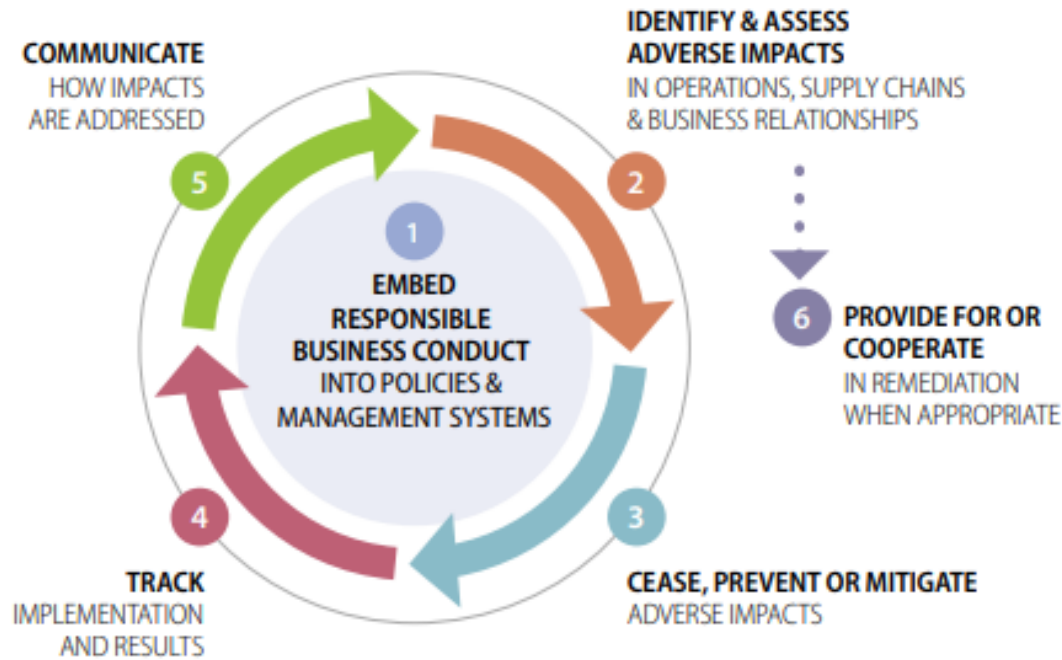 COMMUNICATE
HOW IMPACTS
ARE ADDRESSED
5
IDENTIFY & ASSESS
ADVERSE IMPACTS
IN OPERATIONS, SUPPLY CHAINS
& BUSINESS RELATIONSHIPS
2
1
EMBED
RESPONSIBLE
BUSINESS CONDUCT
INTO POLICIES &
MANAGEMENT SYSTEMS
6
PROVIDE FOR OR
COOPERATE
IN REMEDIATION
WHEN APPROPRIATE
4
TRACK
IMPLEMENTATION
AND RESULTS
3
CEASE, PREVENT OR MITIGATE
ADVERSE IMPACTS